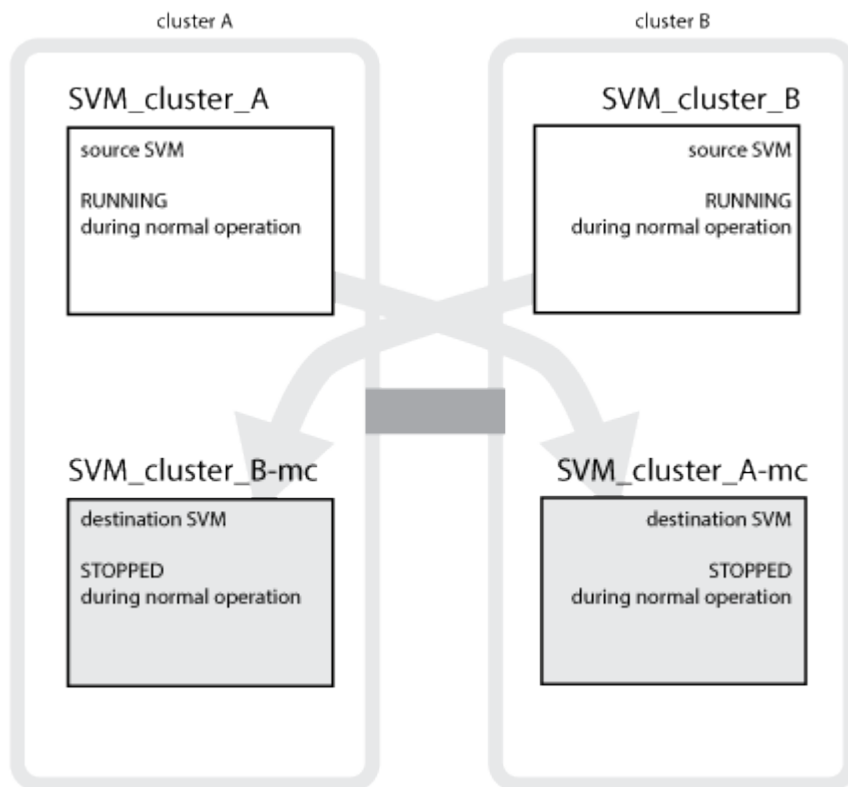 cluster A
SVM_cluster_A
source SVM
RUNNING
during normal operation
SVM_cluster_B-mc
destination SVM
STOPPED
during normal operation
cluster B
SVM_cluster_B
source SVM
RUNNING
during normal operation
SVM_cluster_A-mc
destination SVM
STOPPED
during normal operation